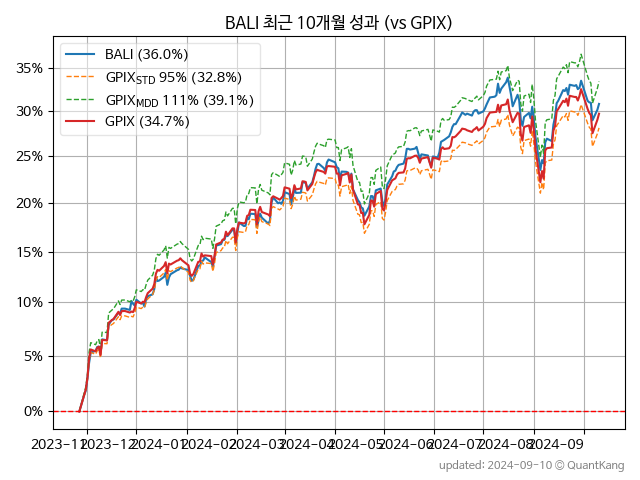 BALI 최근 10개월 성과 (vs GPIX)
BALI (36.0%)
GPIX_STD 95% (32.8%)
GPIX_MDD 111% (39.1%)
GPIX (34.7%)
35%
30%
25%
20%
15%
10%
5%
0%
2023-11 2023-12 2024-01 2024-02 2024-03 2024-04 2024-05 2024-06 2024-07 2024-08 2024-09
updated: 2024-09-10 © QuantKang